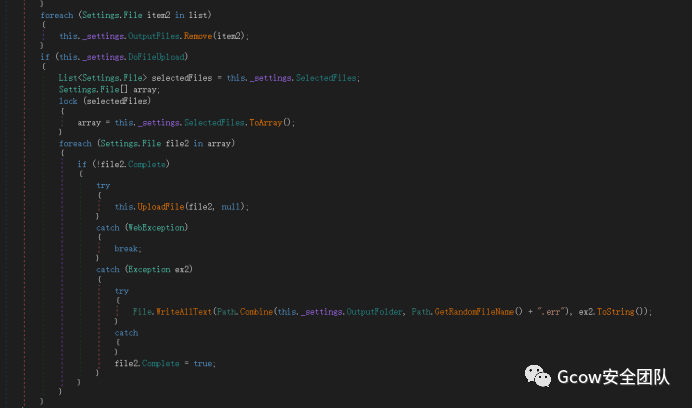 }
foreach (Settings.File item2 in list)
{
this._settings.OutputFiles.Remove(item2);
}
if (this._settings.DoFileUpload)
{
List<Settings.File> selectedFiles = this._settings.SelectedFiles;
Settings.File[] array;
lock (selectedFiles)
{
array = this._settings.SelectedFiles.ToArray();
}
foreach (Settings.File file2 in array)
{
if (!file2.Complete)
{
try
{
this.UploadFile(file2, null);
}
catch (WebException)
{
break;
}
catch (Exception ex2)
{
try
{
File.WriteAllText(Path.Combine(this._settings.OutputFolder, Path.GetRandomFileName() + ".err"), ex2.ToString());
}
catch
{
}
file2.Complete = true;
}
}
}
}
Gcow安全团队